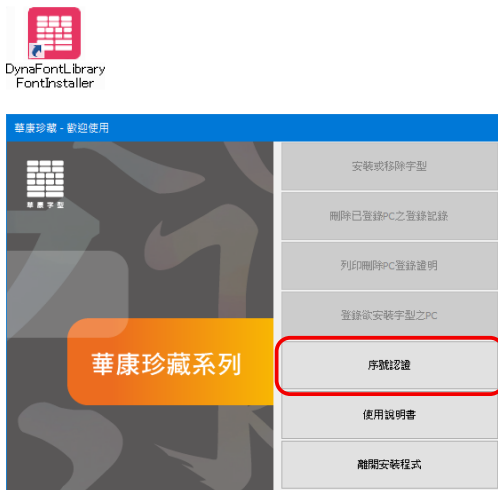 DynaFontLibrary
FontInstaller
華康珍藏 - 歡迎使用
華康字型
華康珍藏系列
安裝或移除字型
刪除已登錄PC之登錄記錄
列印刪除PC登錄證明
登錄欲安裝字型之PC
序號認證
使用說明書
離開安裝程式